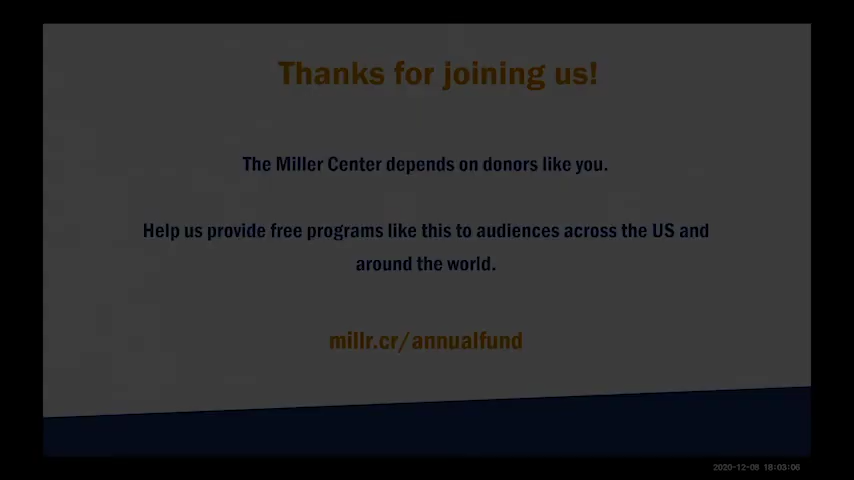 Thanks for joining us!
The Miller Center depends on donors like you.
Help us provide free programs like this to audiences across the US and
around the world.
millr.cr/annualfund
2020-12-08 18:03:06